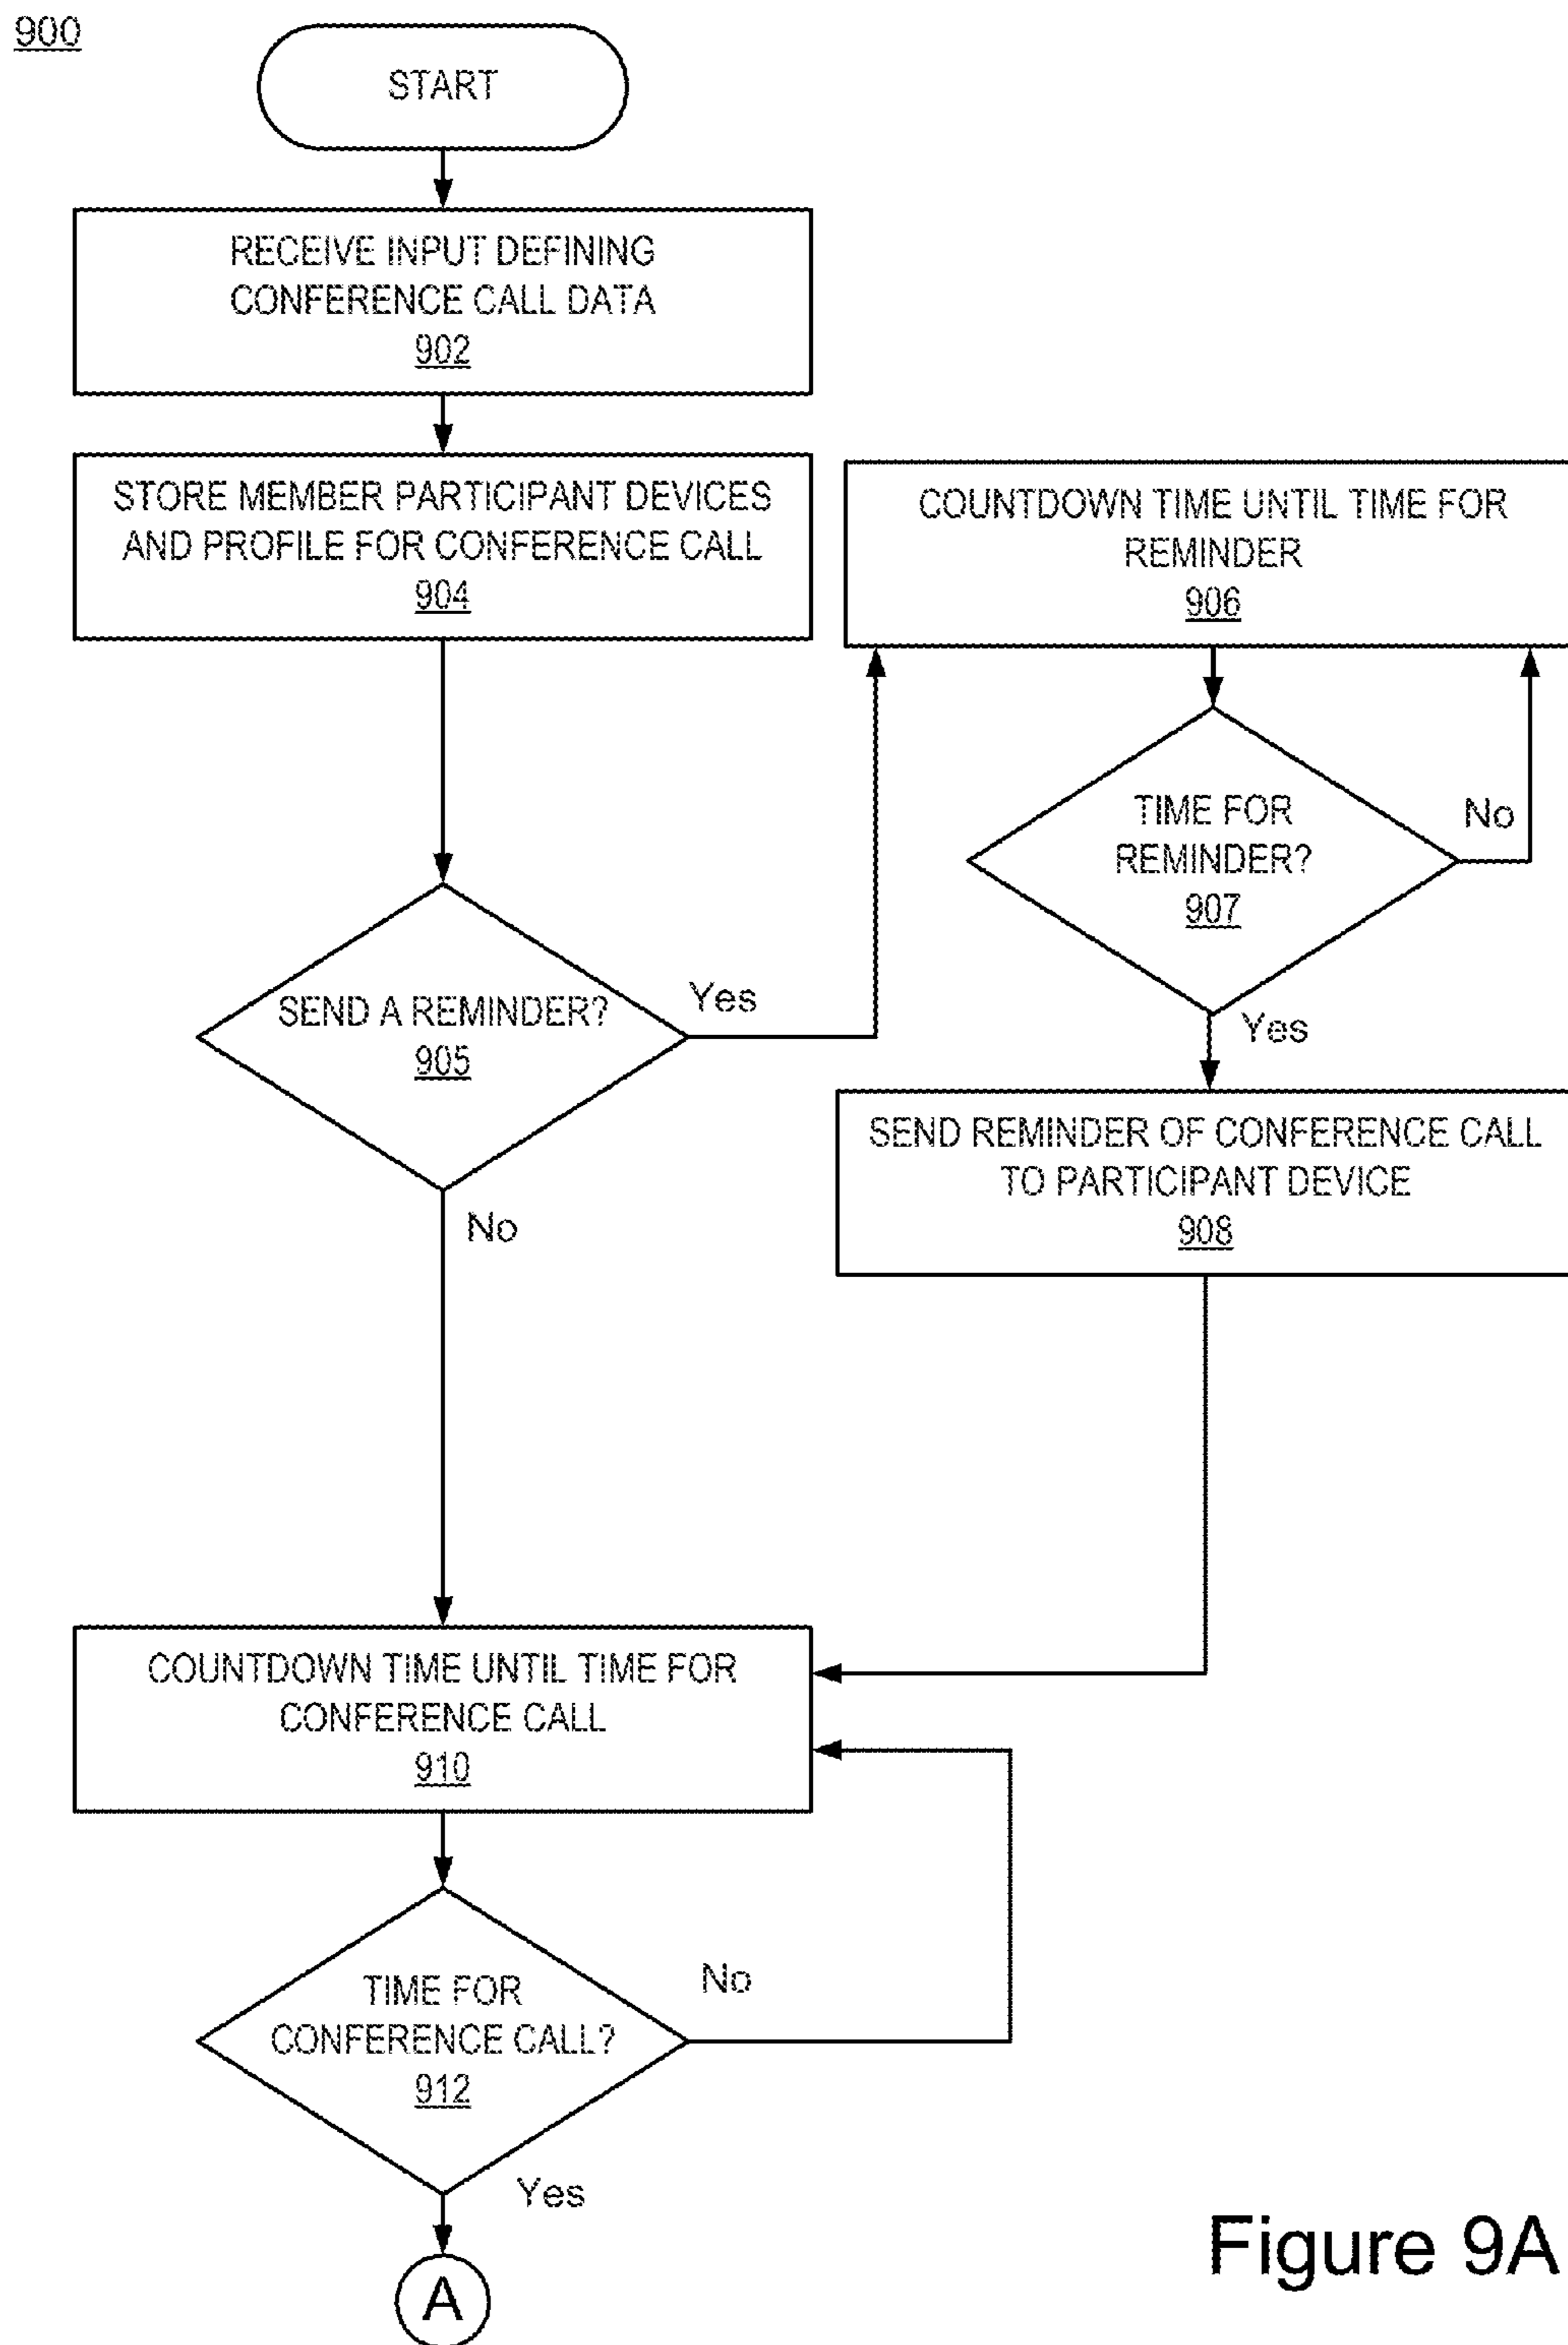 900
START
RECEIVE INPUT DEFINING
CONFERENCE CALL DATA
902
STORE MEMBER PARTICIPANT DEVICES
AND PROFILE FOR CONFERENCE CALL
904
COUNTDOWN TIME UNTIL TIME FOR
REMINDER
906
TIME FOR
REMINDER?
907
No
Yes
SEND A REMINDER?
905
Yes
No
SEND REMINDER OF CONFERENCE CALL
TO PARTICIPANT DEVICE
908
COUNTDOWN TIME UNTIL TIME FOR
CONFERENCE CALL
910
TIME FOR
CONFERENCE CALL?
912
No
Yes
A
Figure 9A